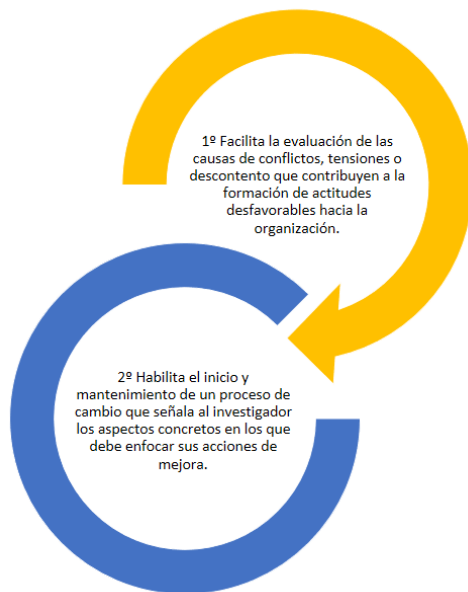 1º Facilita la evaluación de las
causas de conflictos, tensiones o
descontento que contribuyen a la
formación de actitudes
desfavorables hacia la
organización.
2º Habilita el inicio y
mantenimiento de un proceso de
cambio que señala al investigador
los aspectos concretos en los que
debe enfocar sus acciones de
mejora.